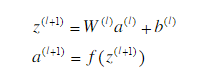 z^{(l+1)} = W^{(l)} a^{(l)} + b^{(l)}
a^{(l+1)} = f(z^{(l+1)})